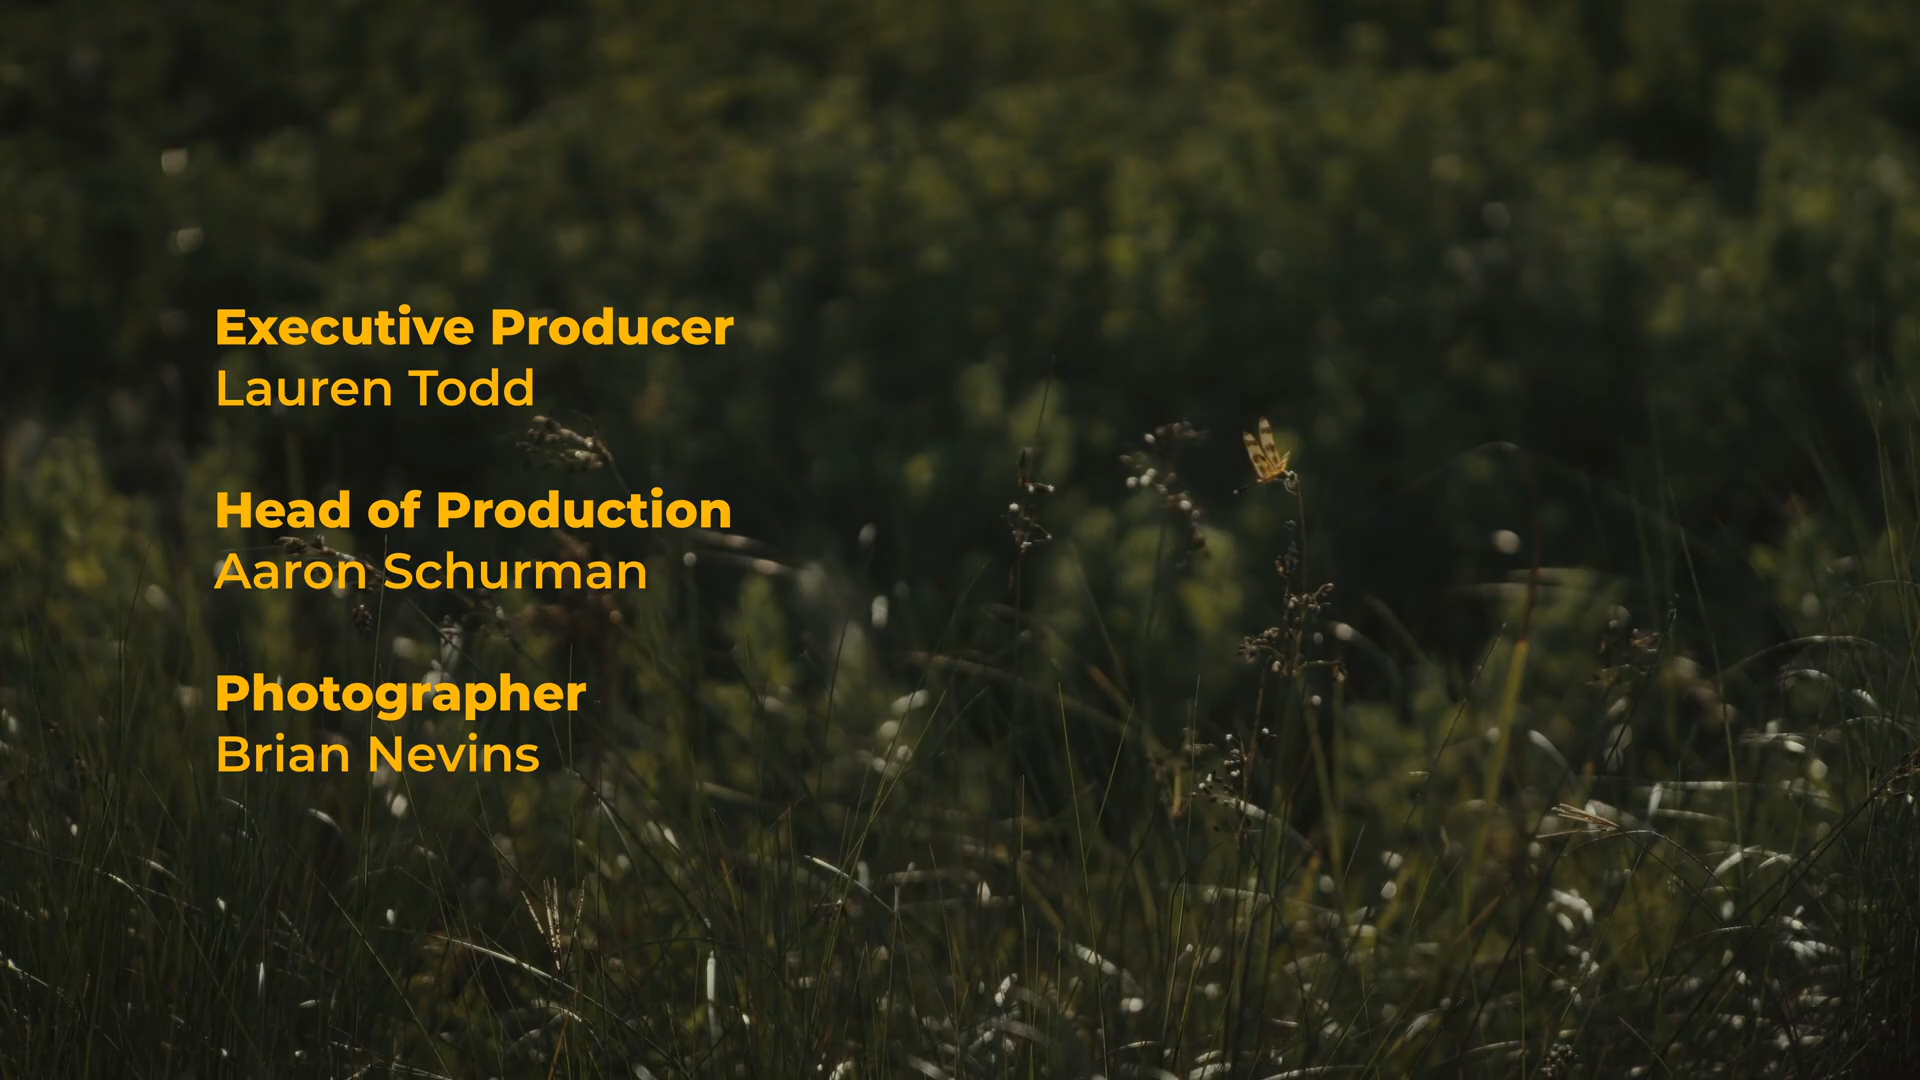 Executive Producer
Lauren Todd
Head of Production
Aaron Schurman
Photographer
Brian Nevins